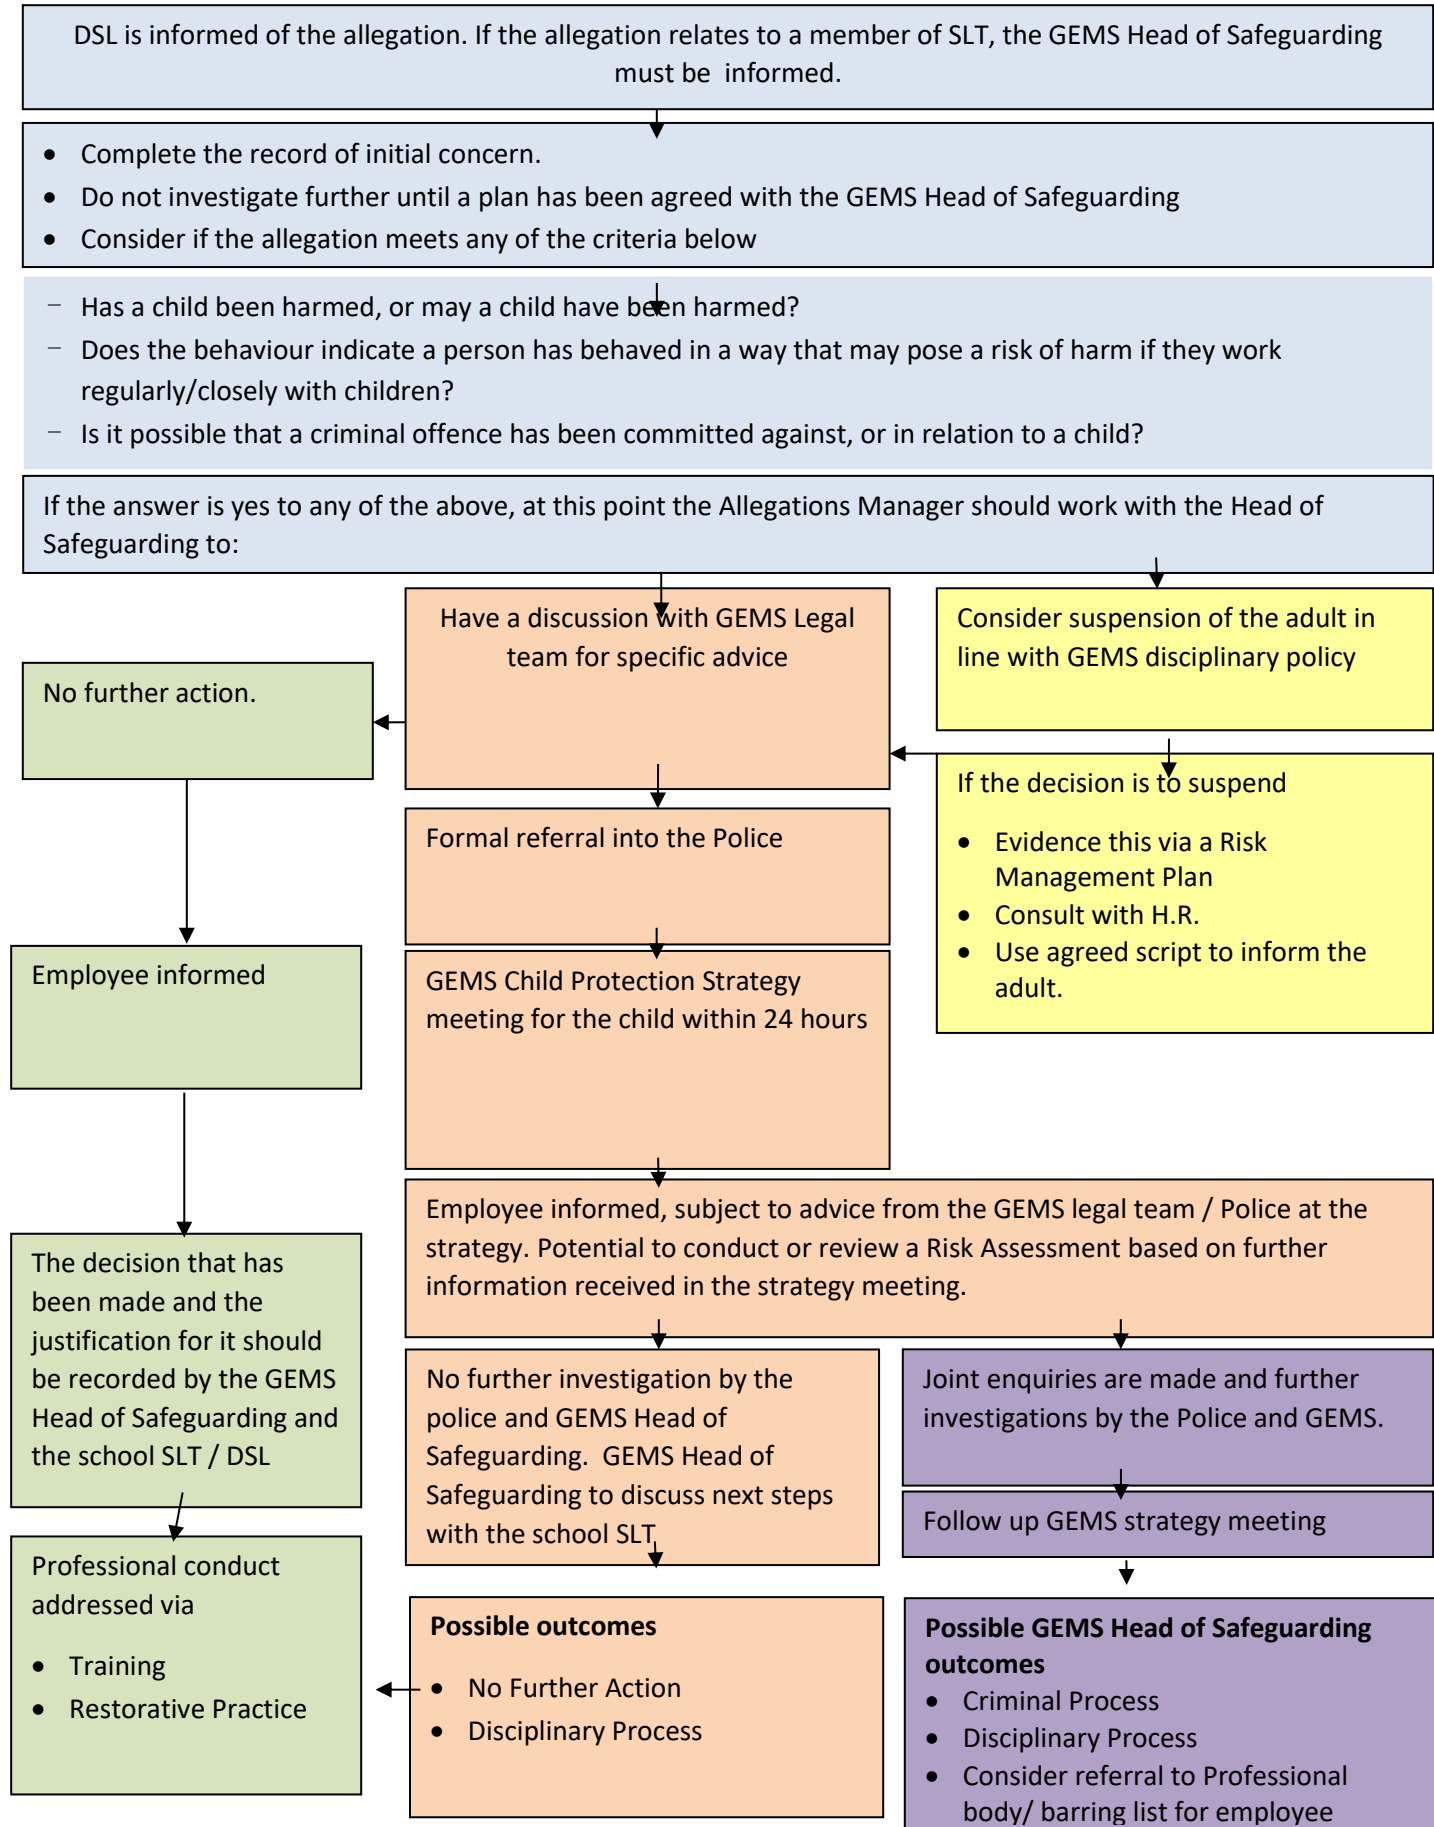 DSL is informed of the allegation. If the allegation relates to a member of SLT, the GEMS Head of Safeguarding
must be  informed.
• Complete the record of initial concern.
• Do not investigate further until a plan has been agreed with the GEMS Head of Safeguarding
• Consider if the allegation meets any of the criteria below
− Has a child been harmed, or may a child have been harmed?
− Does the behaviour indicate a person has behaved in a way that may pose a risk of harm if they work
regularly/closely with children?
− Is it possible that a criminal offence has been committed against, or in relation to a child?
If the answer is yes to any of the above, at this point the Allegations Manager should work with the Head of
Safeguarding to:
Have a discussion with GEMS Legal
team for specific advice
Consider suspension of the adult in
line with GEMS disciplinary policy
No further action.
If the decision is to suspend
• Evidence this via a Risk
Management Plan
• Consult with H.R.
• Use agreed script to inform the
adult.
Formal referral into the Police
Employee informed
GEMS Child Protection Strategy
meeting for the child within 24 hours
Employee informed, subject to advice from the GEMS legal team / Police at the
strategy. Potential to conduct or review a Risk Assessment based on further
information received in the strategy meeting.
The decision that has
been made and the
justification for it should
be recorded by the GEMS
Head of Safeguarding and
the school SLT / DSL
No further investigation by the
police and GEMS Head of
Safeguarding.  GEMS Head of
Safeguarding to discuss next steps
with the school SLT
Joint enquiries are made and further
investigations by the Police and GEMS.
Follow up GEMS strategy meeting
Professional conduct
addressed via
• Training
• Restorative Practice
Possible outcomes
• No Further Action
• Disciplinary Process
Possible GEMS Head of Safeguarding
outcomes
• Criminal Process
• Disciplinary Process
• Consider referral to Professional
body/ barring list for employee